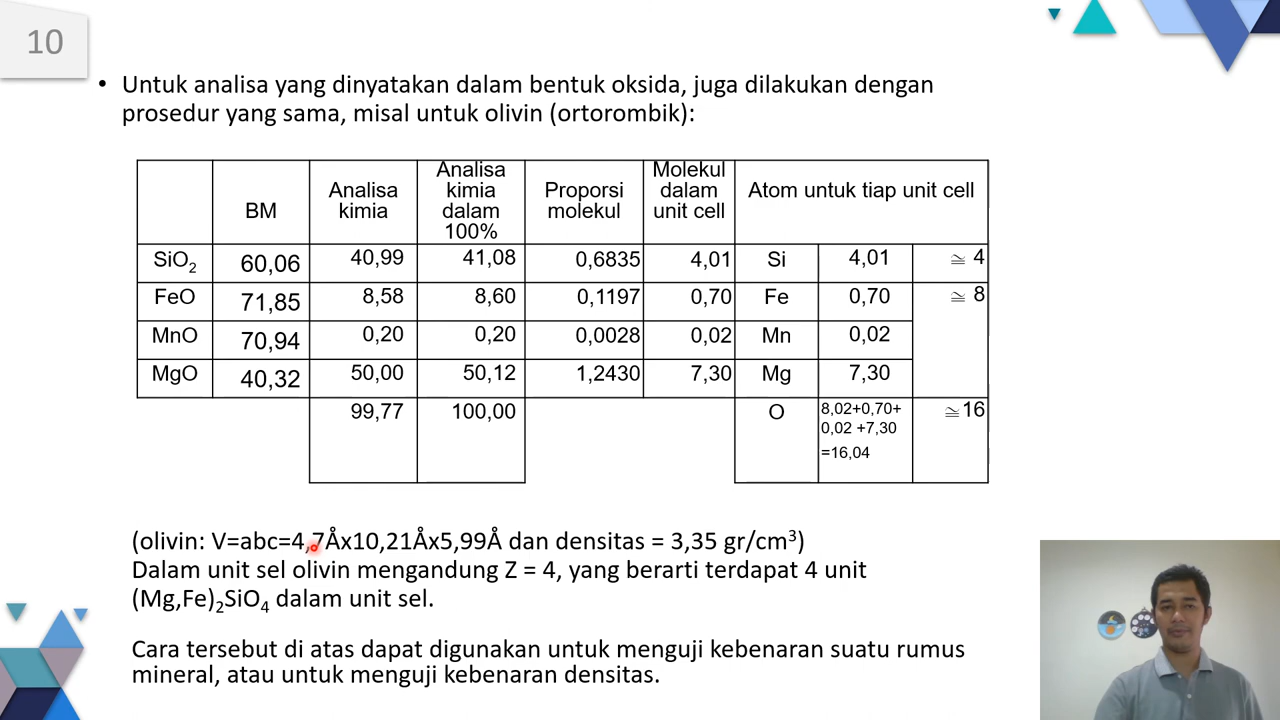 10
• Untuk analisa yang dinyatakan dalam bentuk oksida, juga dilakukan dengan
prosedur yang sama, misal untuk olivin (ortorombik):
BM Analisa kimia Analisa kimia dalam 100% Proporsi molekul Molekul dalam unit cell Atom untuk tiap unit cell
SiO₂ 60,06 40,99 41,08 0,6835 4,01 Si 4,01 ≅ 4
FeO 71,85 8,58 8,60 0,1197 0,70 Fe 0,70 ≅ 8
MnO 70,94 0,20 0,20 0,0028 0,02 Mn 0,02
MgO 40,32 50,00 50,12 1,2430 7,30 Mg 7,30
99,77 100,00 O 8,02+0,70+ ≅16
0,02 +7,30
=16,04
(olivin: V=abc=4,7Åx10,21Åx5,99Å dan densitas = 3,35 gr/cm³)
Dalam unit sel olivin mengandung Z = 4, yang berarti terdapat 4 unit
(Mg,Fe)₂SiO₄ dalam unit sel.
Cara tersebut di atas dapat digunakan untuk menguji kebenaran suatu rumus
mineral, atau untuk menguji kebenaran densitas.